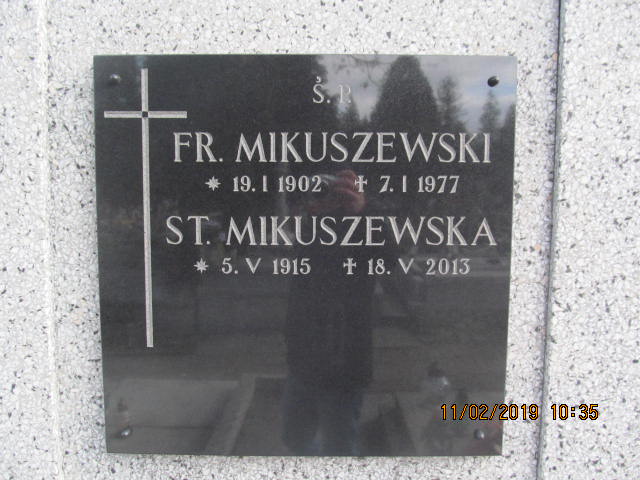 Ś. P.
FR. MIKUSZEWSKI
* 19. I 1902 ✝ 7. I 1977
ST. MIKUSZEWSKA
* 5. V 1915 ✝ 18. V 2013
11/02/2019 10:35